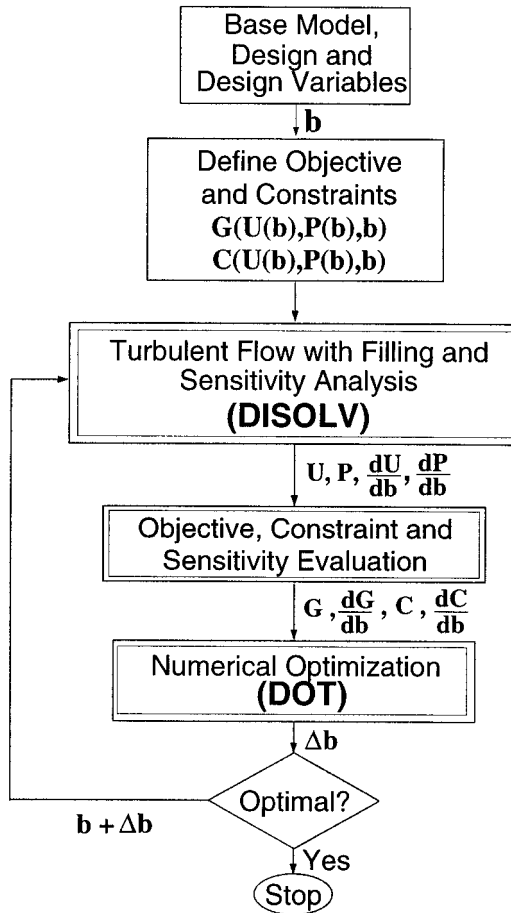 Base Model,
Design and
Design Variables
b
Define Objective
and Constraints
G(U(b),P(b),b)
C(U(b),P(b),b)
Turbulent Flow with Filling and
Sensitivity Analysis
(DISOLV)
U, P, dU/db, dP/db
Objective, Constraint and
Sensitivity Evaluation
G , dG/db , C , dC/db
Numerical Optimization
(DOT)
Δb
Optimal?
b + Δb
Yes
Stop